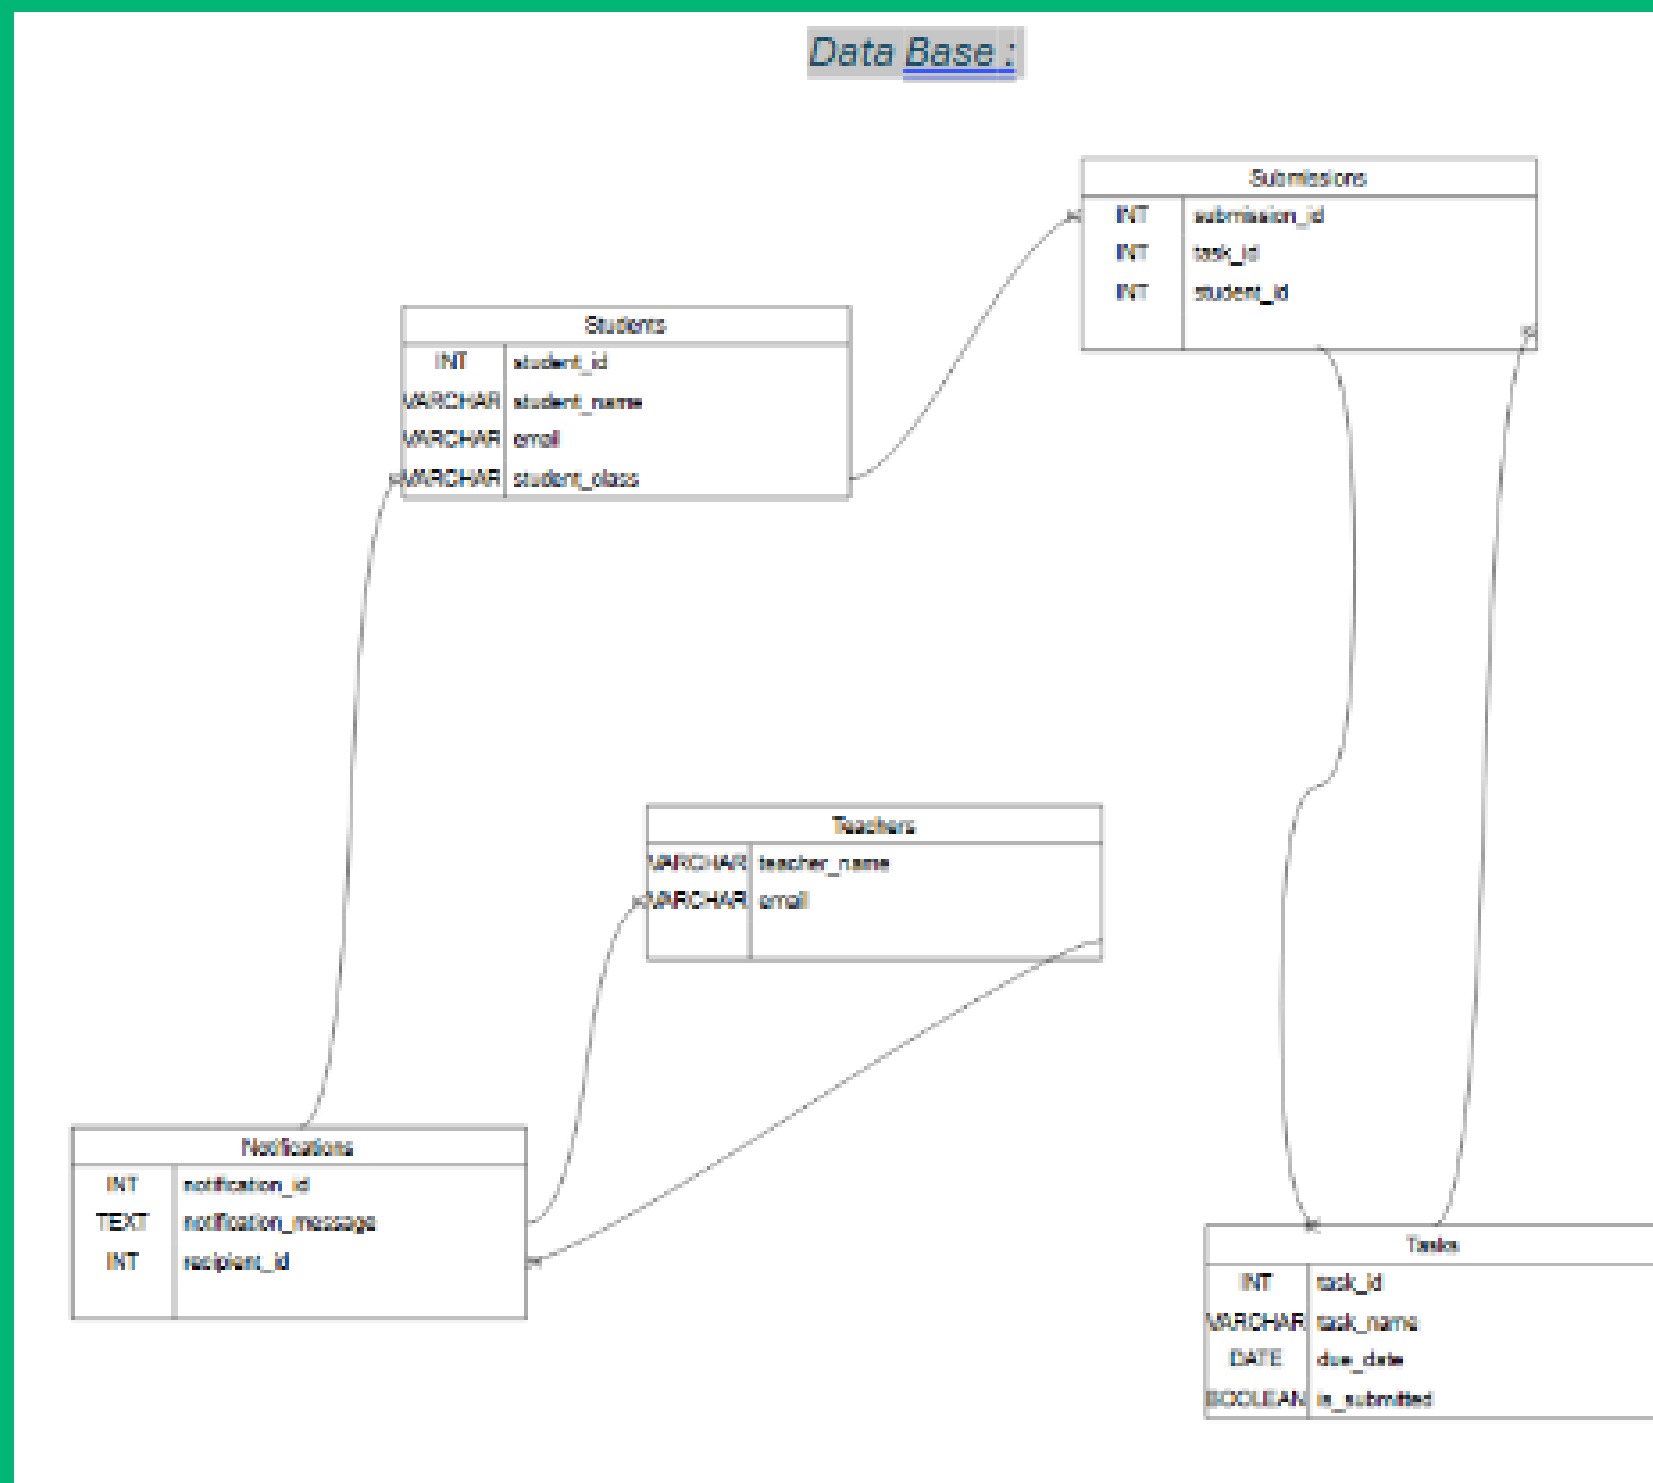 Data Base :
Submissions
INT submission_id
INT task_id
INT student_id
Students
INT student_id
VARCHAR student_name
VARCHAR email
VARCHAR student_class
Teachers
VARCHAR teacher_name
VARCHAR email
Notifications
INT notification_id
TEXT notification_message
INT recipient_id
Tasks
INT task_id
VARCHAR task_name
DATE due_date
BOOLEAN is_submitted